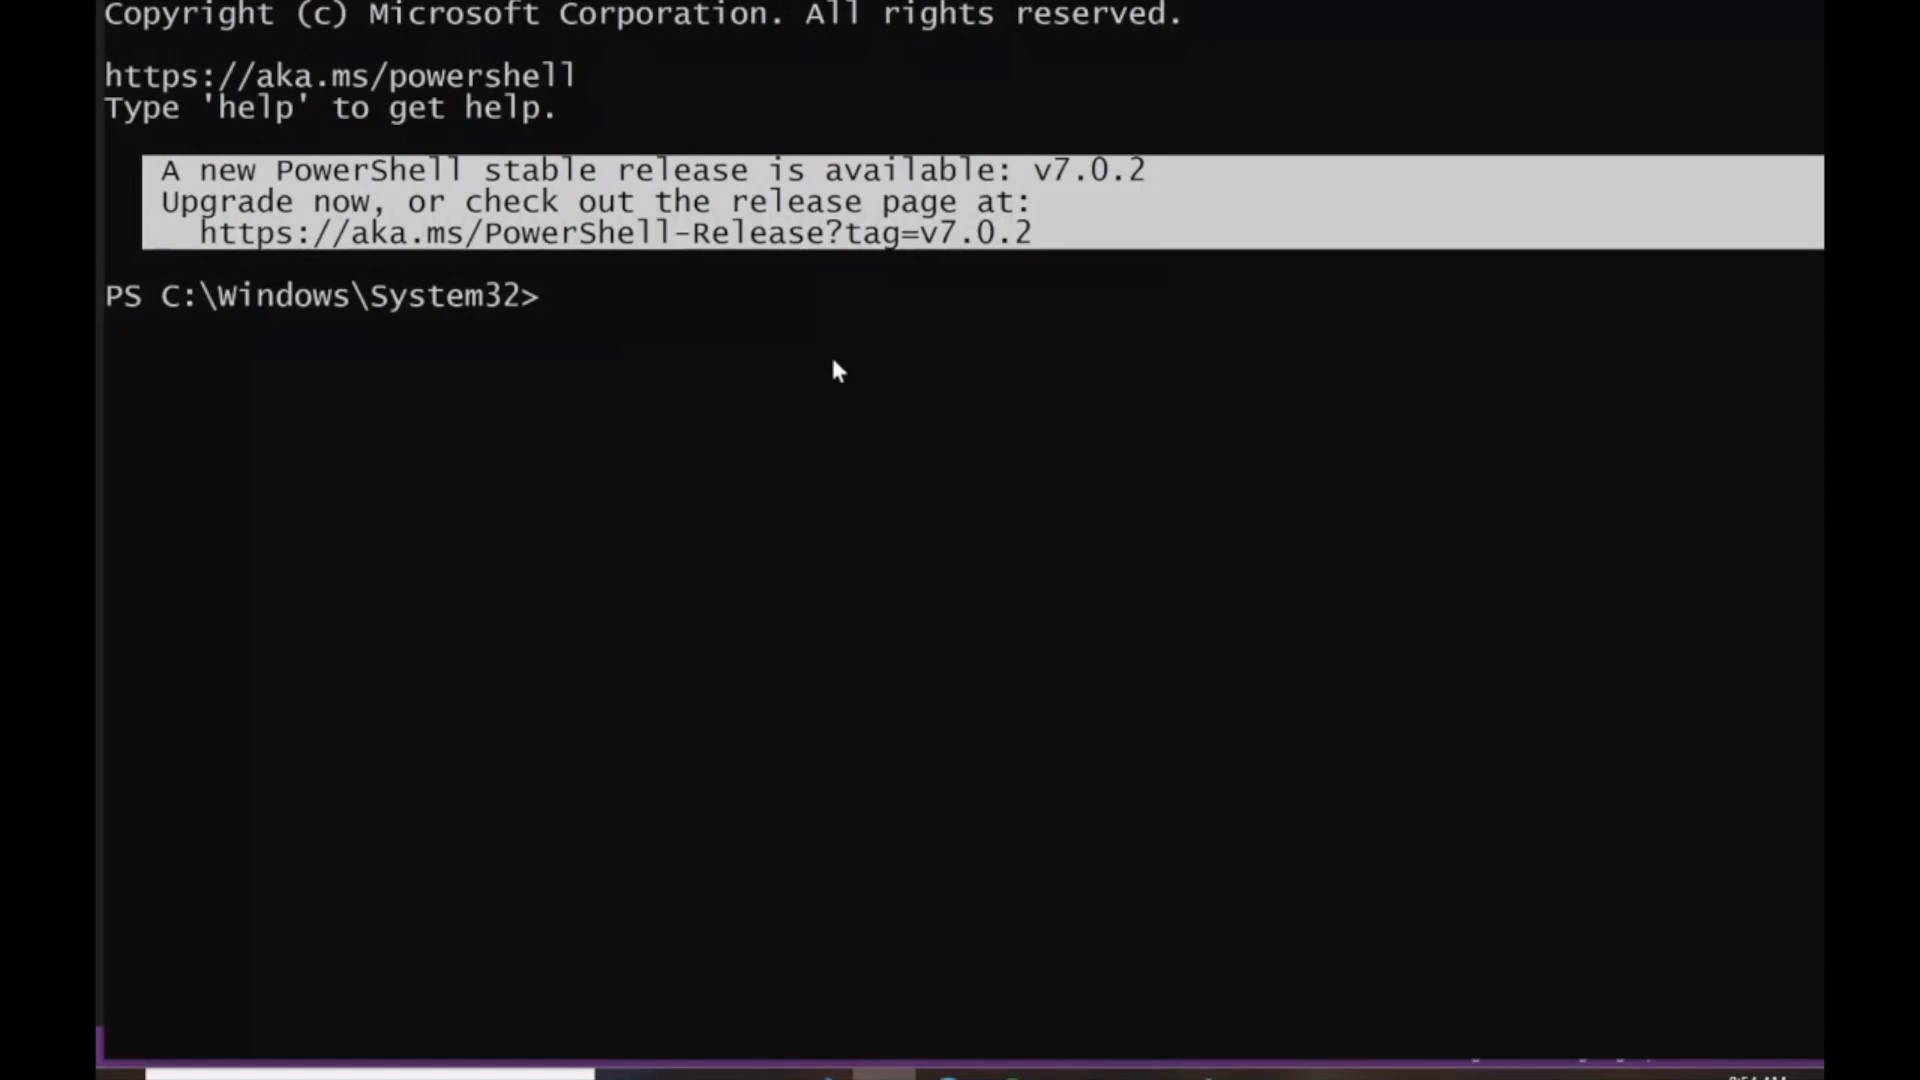 Copyright (c) Microsoft Corporation. All rights reserved.
https://aka.ms/powershell
Type 'help' to get help.
A new PowerShell stable release is available: v7.0.2
Upgrade now, or check out the release page at:
https://aka.ms/PowerShell-Release?tag=v7.0.2
PS C:\Windows\System32>